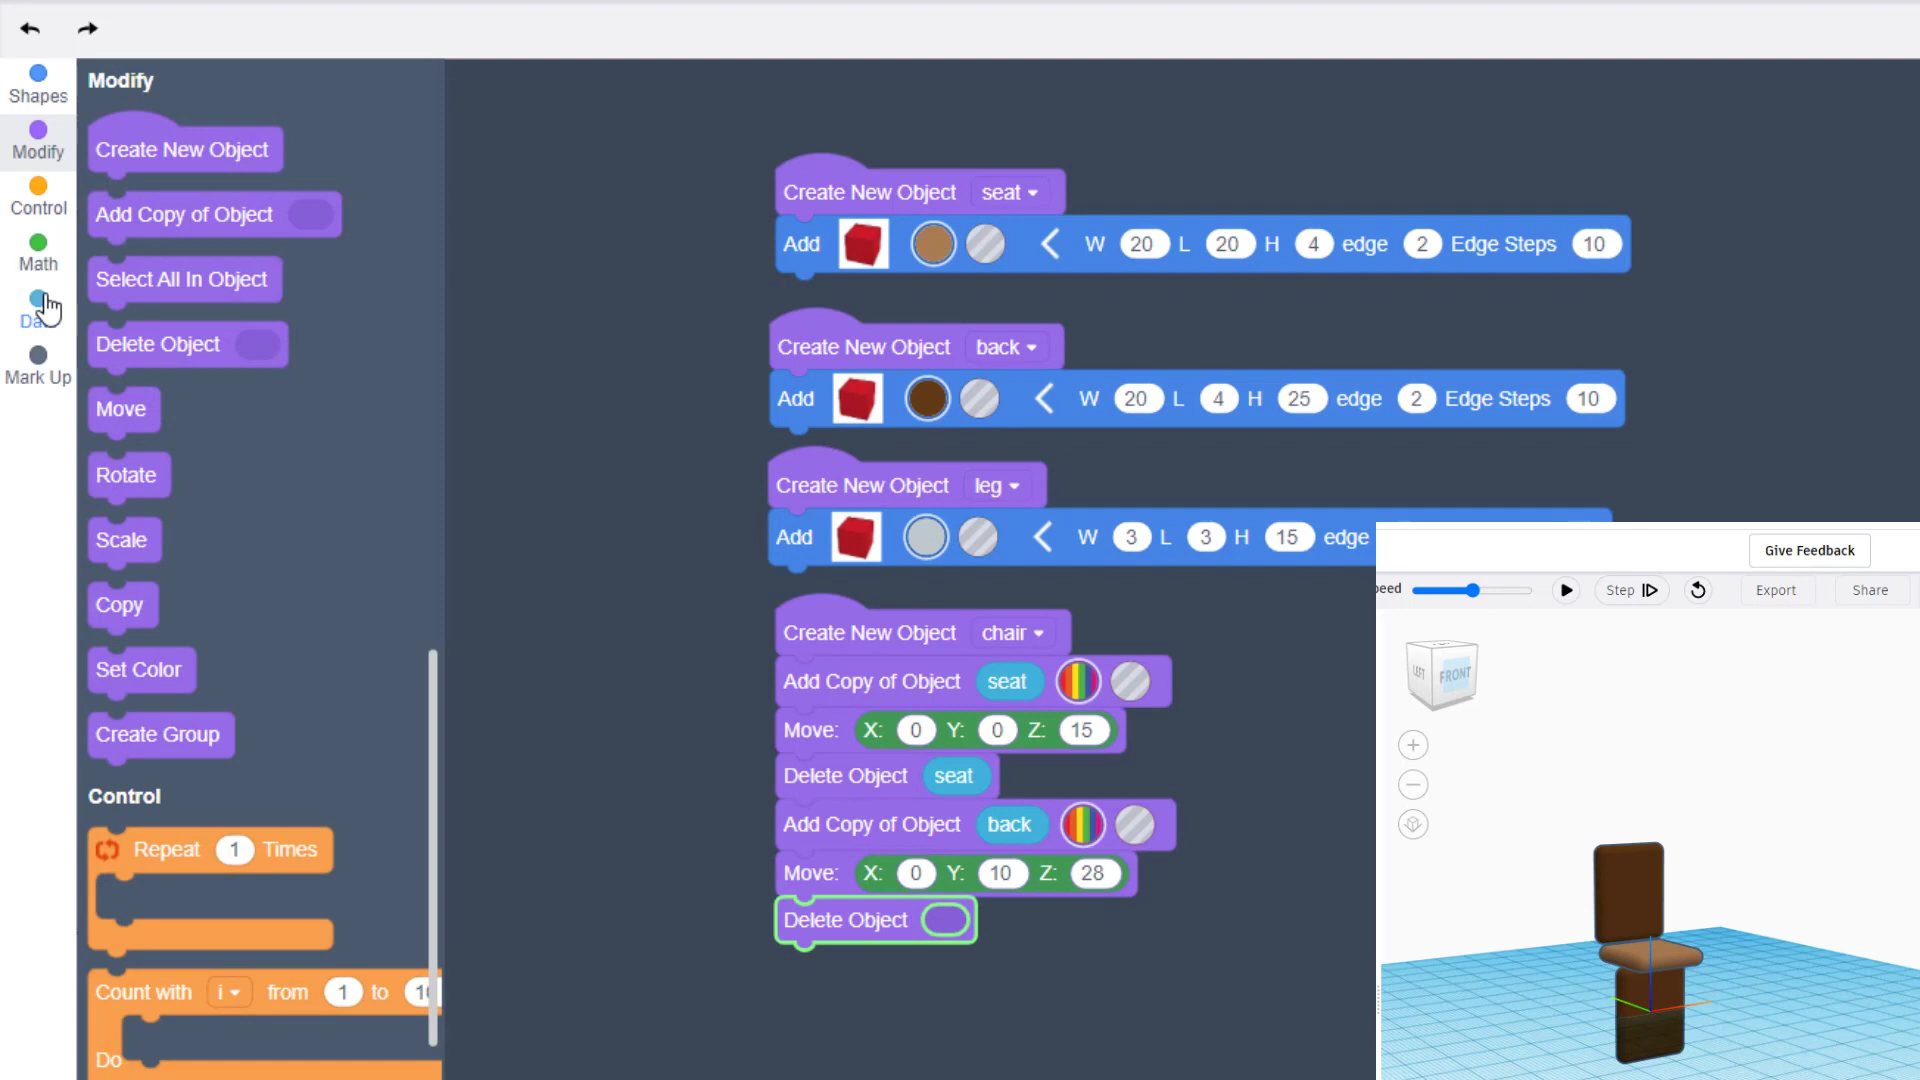 Shapes
Modify
Control
Math
Mark Up
Modify
Create New Object
Add Copy of Object
Select All In Object
Delete Object
Move
Rotate
Scale
Copy
Set Color
Create Group
Control
Repeat 1 Times
Count with i from 1 to
Do
Create New Object seat
Add W 20 L 20 H 4 edge 2 Edge Steps 10
Create New Object back
Add W 20 L 4 H 25 edge 2 Edge Steps 10
Create New Object leg
Add W 3 L 3 H 15 edge
Create New Object chair
Add Copy of Object seat
Move: X: 0 Y: 0 Z: 15
Delete Object seat
Add Copy of Object back
Move: X: 0 Y: 10 Z: 28
Delete Object
Give Feedback
Step Export Share
LEFT FRONT